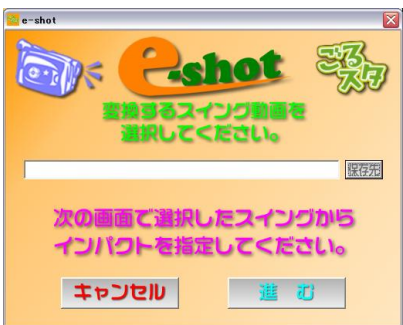 e-shot
e-shot
ごるスタ
変換するスイング動画を
選択してください。
保存先
次の画面で選択したスイングから
インパクトを指定してください。
キャンセル
進む